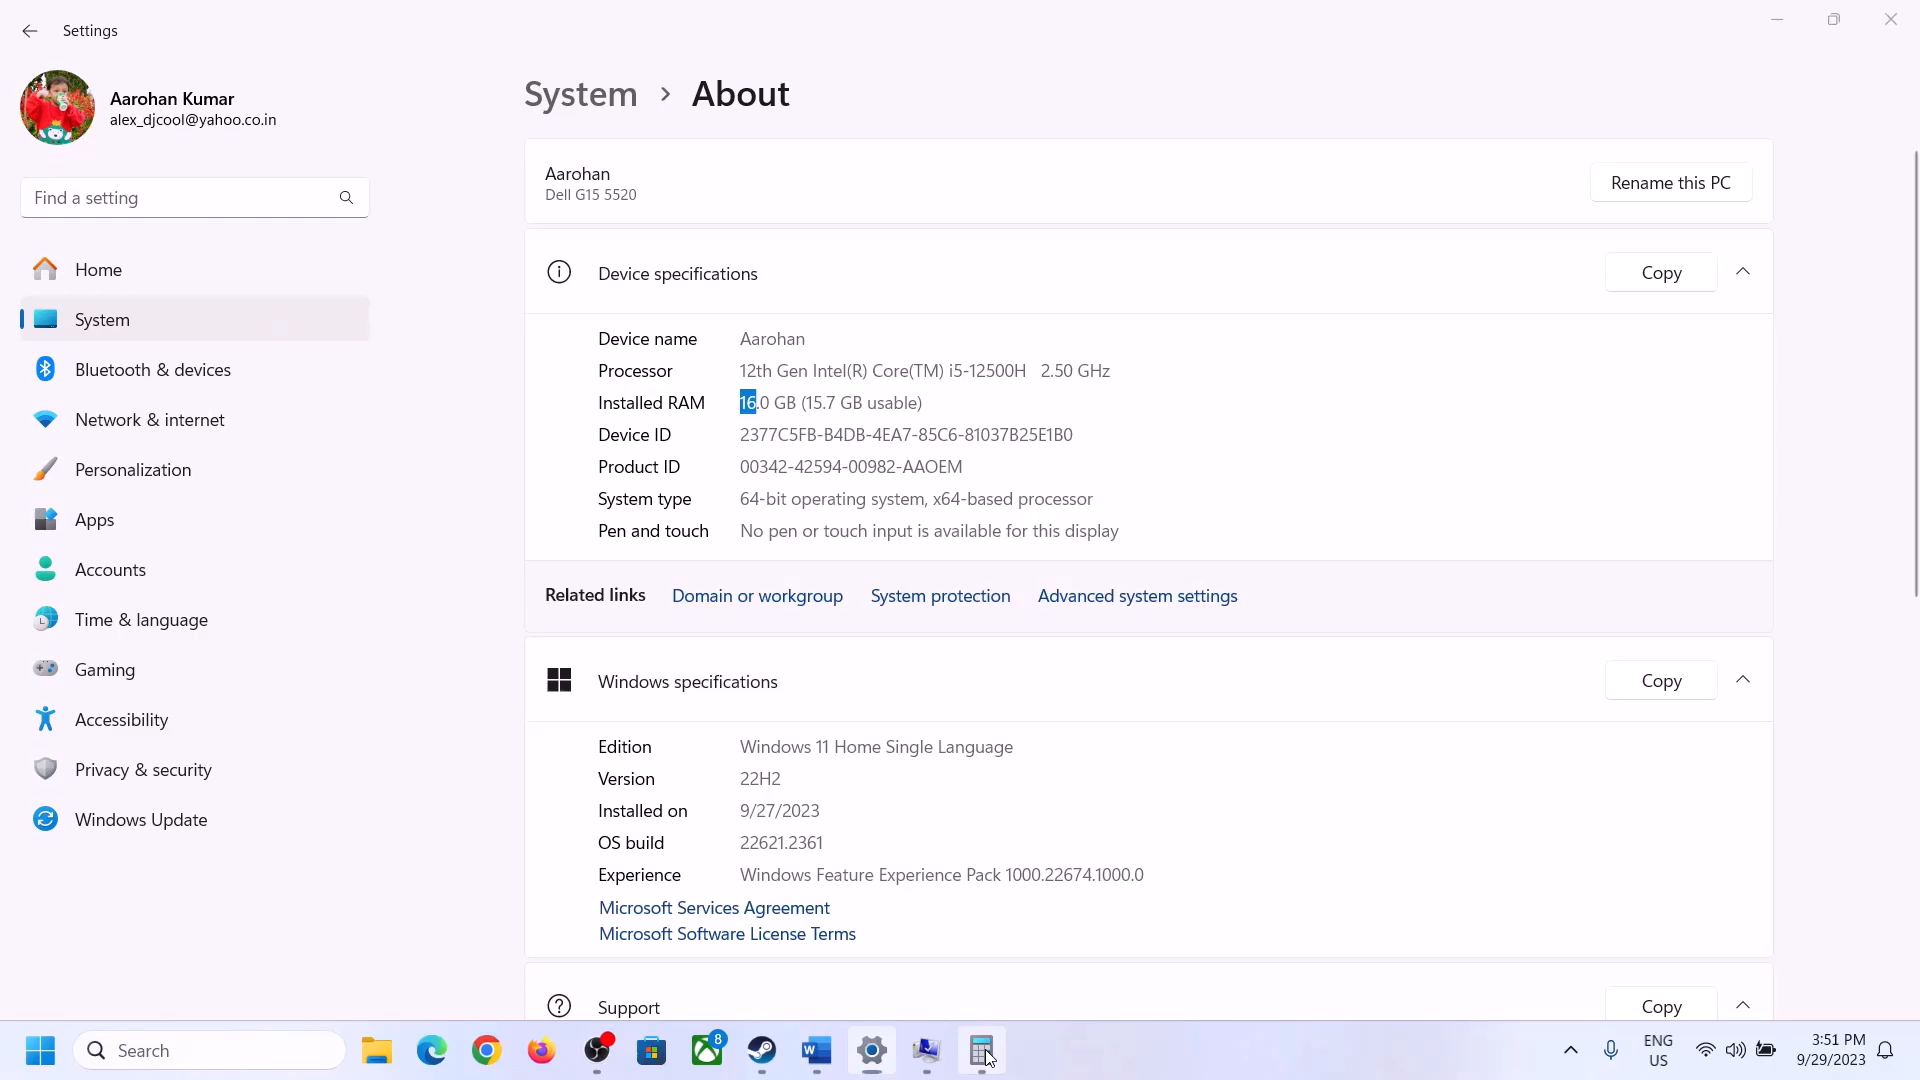 Settings
Aarohan Kumar
alex_djcool@yahoo.co.in
Find a setting
Home
System
Bluetooth & devices
Network & internet
Personalization
Apps
Accounts
Time & language
Gaming
Accessibility
Privacy & security
Windows Update
System > About
Aarohan
Dell G15 5520
Rename this PC
Device specifications
Copy
Device name Aarohan
Processor 12th Gen Intel(R) Core(TM) i5-12500H 2.50 GHz
Installed RAM 16.0 GB (15.7 GB usable)
Device ID 2377C5FB-B4DB-4EA7-85C6-81037B25E1B0
Product ID 00342-42594-00982-AAOEM
System type 64-bit operating system, x64-based processor
Pen and touch No pen or touch input is available for this display
Related links Domain or workgroup System protection Advanced system settings
Windows specifications
Copy
Edition Windows 11 Home Single Language
Version 22H2
Installed on 9/27/2023
OS build 22621.2361
Experience Windows Feature Experience Pack 1000.22674.1000.0
Microsoft Services Agreement
Microsoft Software License Terms
Support
Copy
Search
8
ENG
US
3:51 PM
9/29/2023